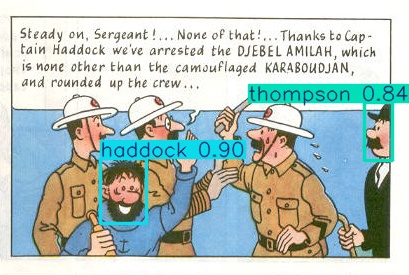 Steady on, Sergeant!... None of that!... Thanks to Cap-
tain Haddock we've arrested the DJEBEL AMILAH, which
is none other than the camouflaged KARABOUDJAN,
and rounded up the crew...
thompson 0.84
haddock 0.90